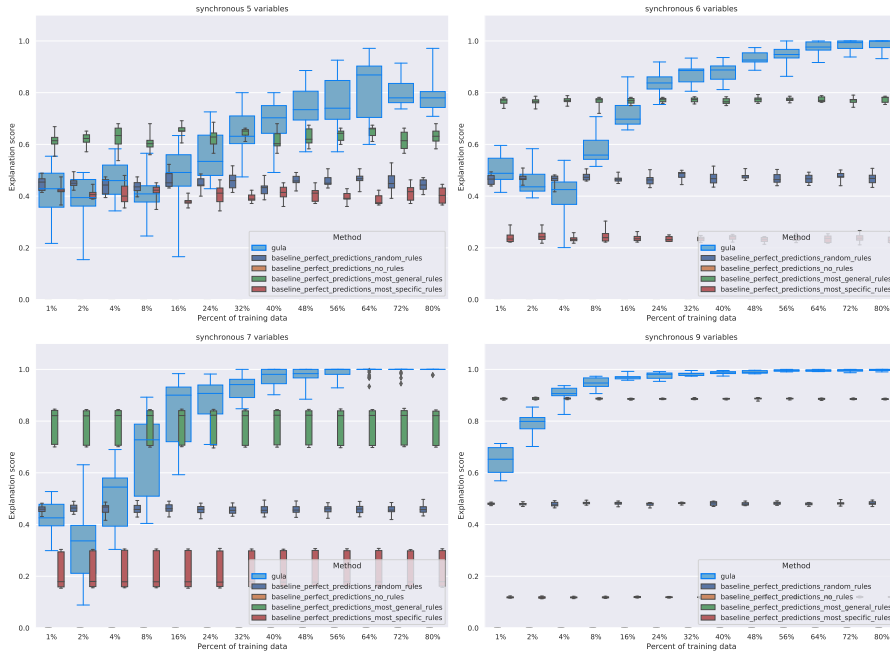 synchronous 5 variables
Explanation score
1.0
0.8
0.6
0.4
0.2
0.0
1% 2% 4% 8% 16% 24% 32% 40% 48% 56% 64% 72% 80%
Percent of training data
Method
gula
baseline_perfect_predictions_random_rules
baseline_perfect_predictions_no_rules
baseline_perfect_predictions_most_general_rules
baseline_perfect_predictions_most_specific_rules
synchronous 6 variables
Explanation score
1.0
0.8
0.6
0.4
0.2
0.0
1% 2% 4% 8% 16% 24% 32% 40% 48% 56% 64% 72% 80%
Percent of training data
Method
gula
baseline_perfect_predictions_random_rules
baseline_perfect_predictions_no_rules
baseline_perfect_predictions_most_general_rules
baseline_perfect_predictions_most_specific_rules
synchronous 7 variables
Explanation score
1.0
0.8
0.6
0.4
0.2
0.0
1% 2% 4% 8% 16% 24% 32% 40% 48% 56% 64% 72% 80%
Percent of training data
Method
gula
baseline_perfect_predictions_random_rules
baseline_perfect_predictions_no_rules
baseline_perfect_predictions_most_general_rules
baseline_perfect_predictions_most_specific_rules
synchronous 9 variables
Explanation score
1.0
0.8
0.6
0.4
0.2
0.0
1% 2% 4% 8% 16% 24% 32% 40% 48% 56% 64% 72% 80%
Percent of training data
Method
gula
baseline_perfect_predictions_random_rules
baseline_perfect_predictions_no_rules
baseline_perfect_predictions_most_general_rules
baseline_perfect_predictions_most_specific_rules